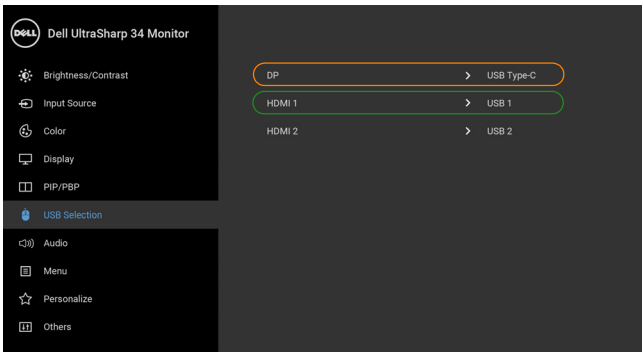 DELL Dell UltraSharp 34 Monitor
Brightness/Contrast
Input Source
Color
Display
PIP/PBP
USB Selection
Audio
Menu
Personalize
Others
DP > USB Type-C
HDMI 1 > USB 1
HDMI 2 > USB 2